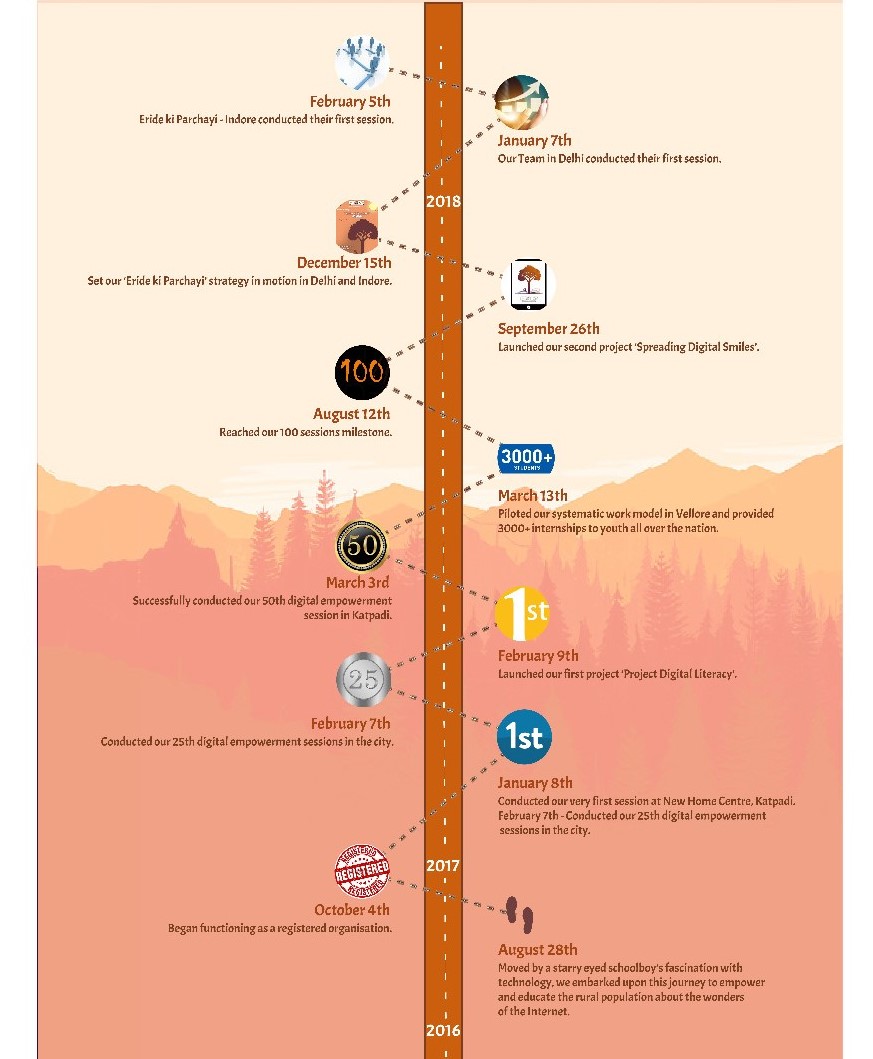 February 5th
Eride ki Parchayi - Indore conducted their first session.
January 7th
Our Team in Delhi conducted their first session.
2018
December 15th
Set our ‘Eride ki Parchayi’ strategy in motion in Delhi and Indore.
September 26th
Launched our second project ‘Spreading Digital Smiles’.
100
August 12th
Reached our 100 sessions milestone.
3000+
STUDENTS
March 13th
Piloted our systematic work model in Vellore and provided
3000+ internships to youth all over the nation.
50
March 3rd
Successfully conducted our 50th digital empowerment
session in Katpadi.
1st
February 9th
Launched our first project ‘Project Digital Literacy’.
25
February 7th
Conducted our 25th digital empowerment sessions in the city.
1st
January 8th
Conducted our very first session at New Home Centre, Katpadi.
February 7th - Conducted our 25th digital empowerment
sessions in the city.
2017
REGISTERED
REGISTERED
REGISTERED
October 4th
Began functioning as a registered organisation.
August 28th
Moved by a starry eyed schoolboy's fascination with
technology, we embarked upon this journey to empower
and educate the rural population about the wonders
of the Internet.
2016